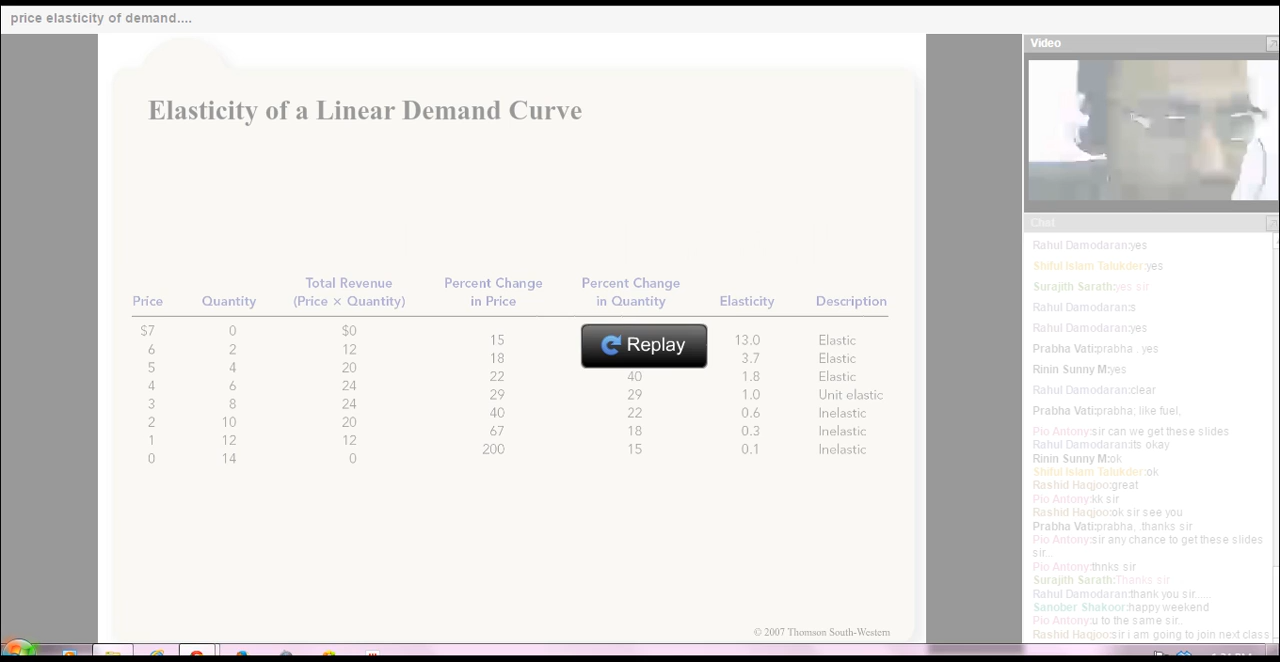 price elasticity of demand....
Video
Elasticity of a Linear Demand Curve
Total Revenue Percent Change Percent Change
Price Quantity (Price × Quantity) in Price in Quantity Elasticity Description
$7 0 $0
15 13.0 Elastic
6 2 12
18 3.7 Elastic
5 4 20
22 40 1.8 Elastic
4 6 24
29 29 1.0 Unit elastic
3 8 24
40 22 0.6 Inelastic
2 10 20
67 18 0.3 Inelastic
1 12 12
200 15 0.1 Inelastic
0 14 0
Replay
© 2007 Thomson South-Western
Chat
Rahul Damodaran:yes
Shiful Islam Talukder:yes
Surajith Sarath:yes sir
Rahul Damodaran:s
Rahul Damodaran:yes
Prabha Vati:prabha . yes
Rinin Sunny M:yes
Rahul Damodaran:clear
Prabha Vati:prabha, like fuel,
Pio Antony:sir can we get these slides
Rahul Damodaran:its okay
Rinin Sunny M:ok
Shiful Islam Talukder:ok
Rashid Haqjoo:great
Pio Antony:kk sir
Rashid Haqjoo:ok sir see you
Prabha Vati:prabha, .thanks sir
Pio Antony:sir any chance to get these slides
sir...
Pio Antony:thnks sir
Surajith Sarath:Thanks sir
Rahul Damodaran:thank you sir.....
Sanober Shakoor:happy weekend
Pio Antony:u to the same sir..
Rashid Haqjoo:sir i am going to join next class